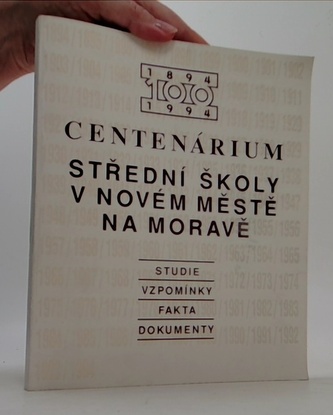 1894
100
1994
CENTENÁRIUM
STŘEDNÍ ŠKOLY
V NOVÉM MĚSTĚ
NA MORAVĚ
STUDIE
VZPOMÍNKY
FAKTA
DOKUMENTY